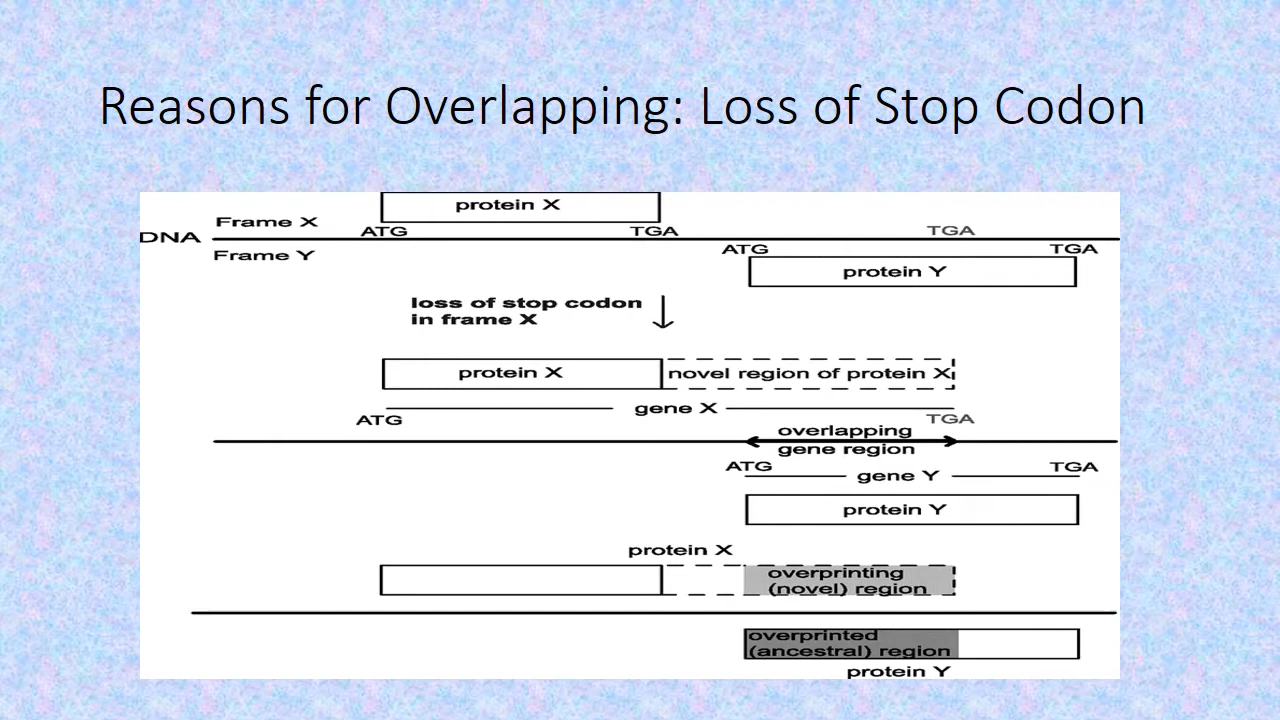 Reasons for Overlapping: Loss of Stop Codon
protein X
Frame X
ATG TGA TGA
DNA
Frame Y
ATG TGA
protein Y
loss of stop codon
in frame X
protein X novel region of protein X
gene X
ATG TGA
overlapping
gene region
ATG TGA
gene Y
protein Y
protein X
overprinting
(novel) region
overprinted
(ancestral) region
protein Y